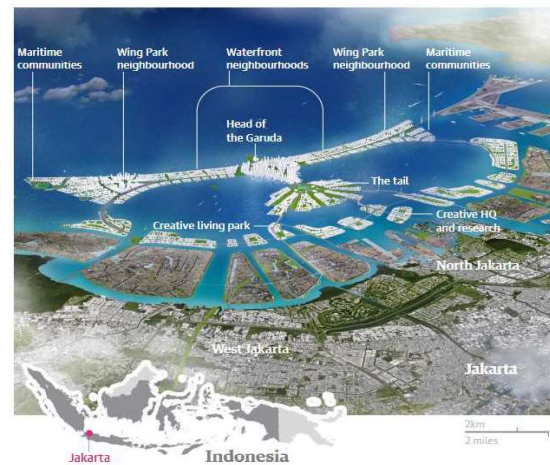 Maritime
communities
Wing Park
neighbourhood
Waterfront
neighbourhoods
Wing Park
neighbourhood
Maritime
communities
Head of
the Garuda
The tail
Creative living park
Creative HQ
and research
North Jakarta
West Jakarta
Jakarta
2km
2 miles
Jakarta
Indonesia